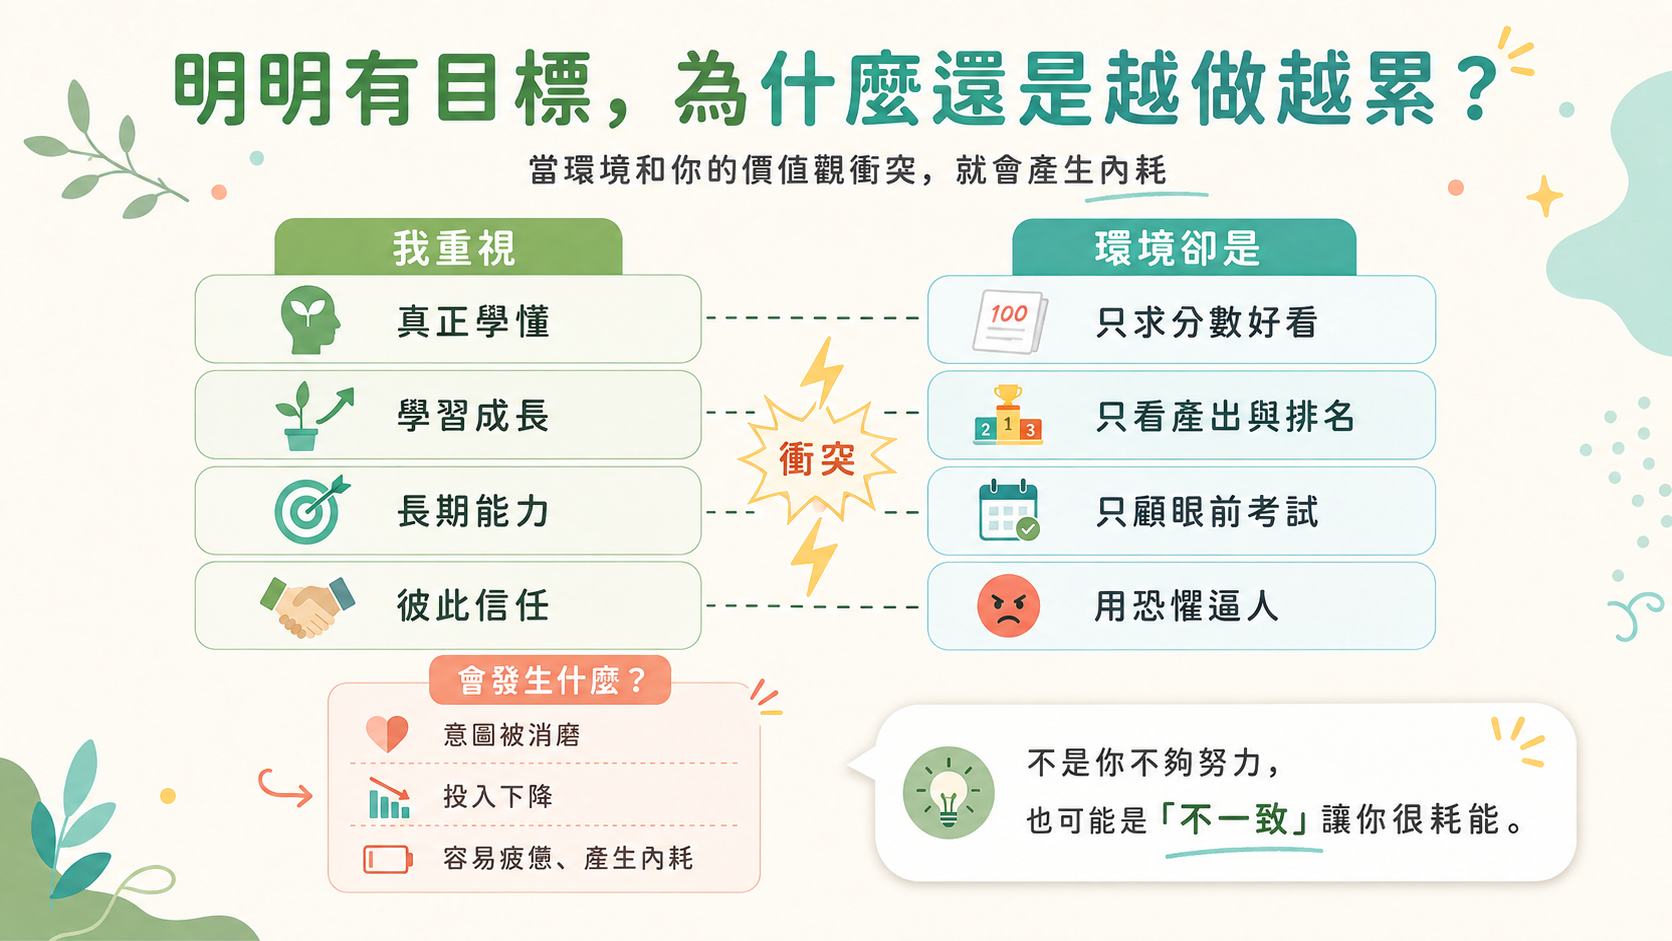 明明有目標，為什麼還是越做越累？
當環境和你的價值觀衝突，就會產生內耗
我重視
真正學懂
學習成長
長期能力
彼此信任
衝突
環境卻是
100
只求分數好看
2 1 3
只看產出與排名
只顧眼前考試
用恐懼逼人
會發生什麼？
意圖被消磨
投入下降
容易疲憊、產生內耗
不是你不夠努力，
也可能是「不一致」讓你很耗能。